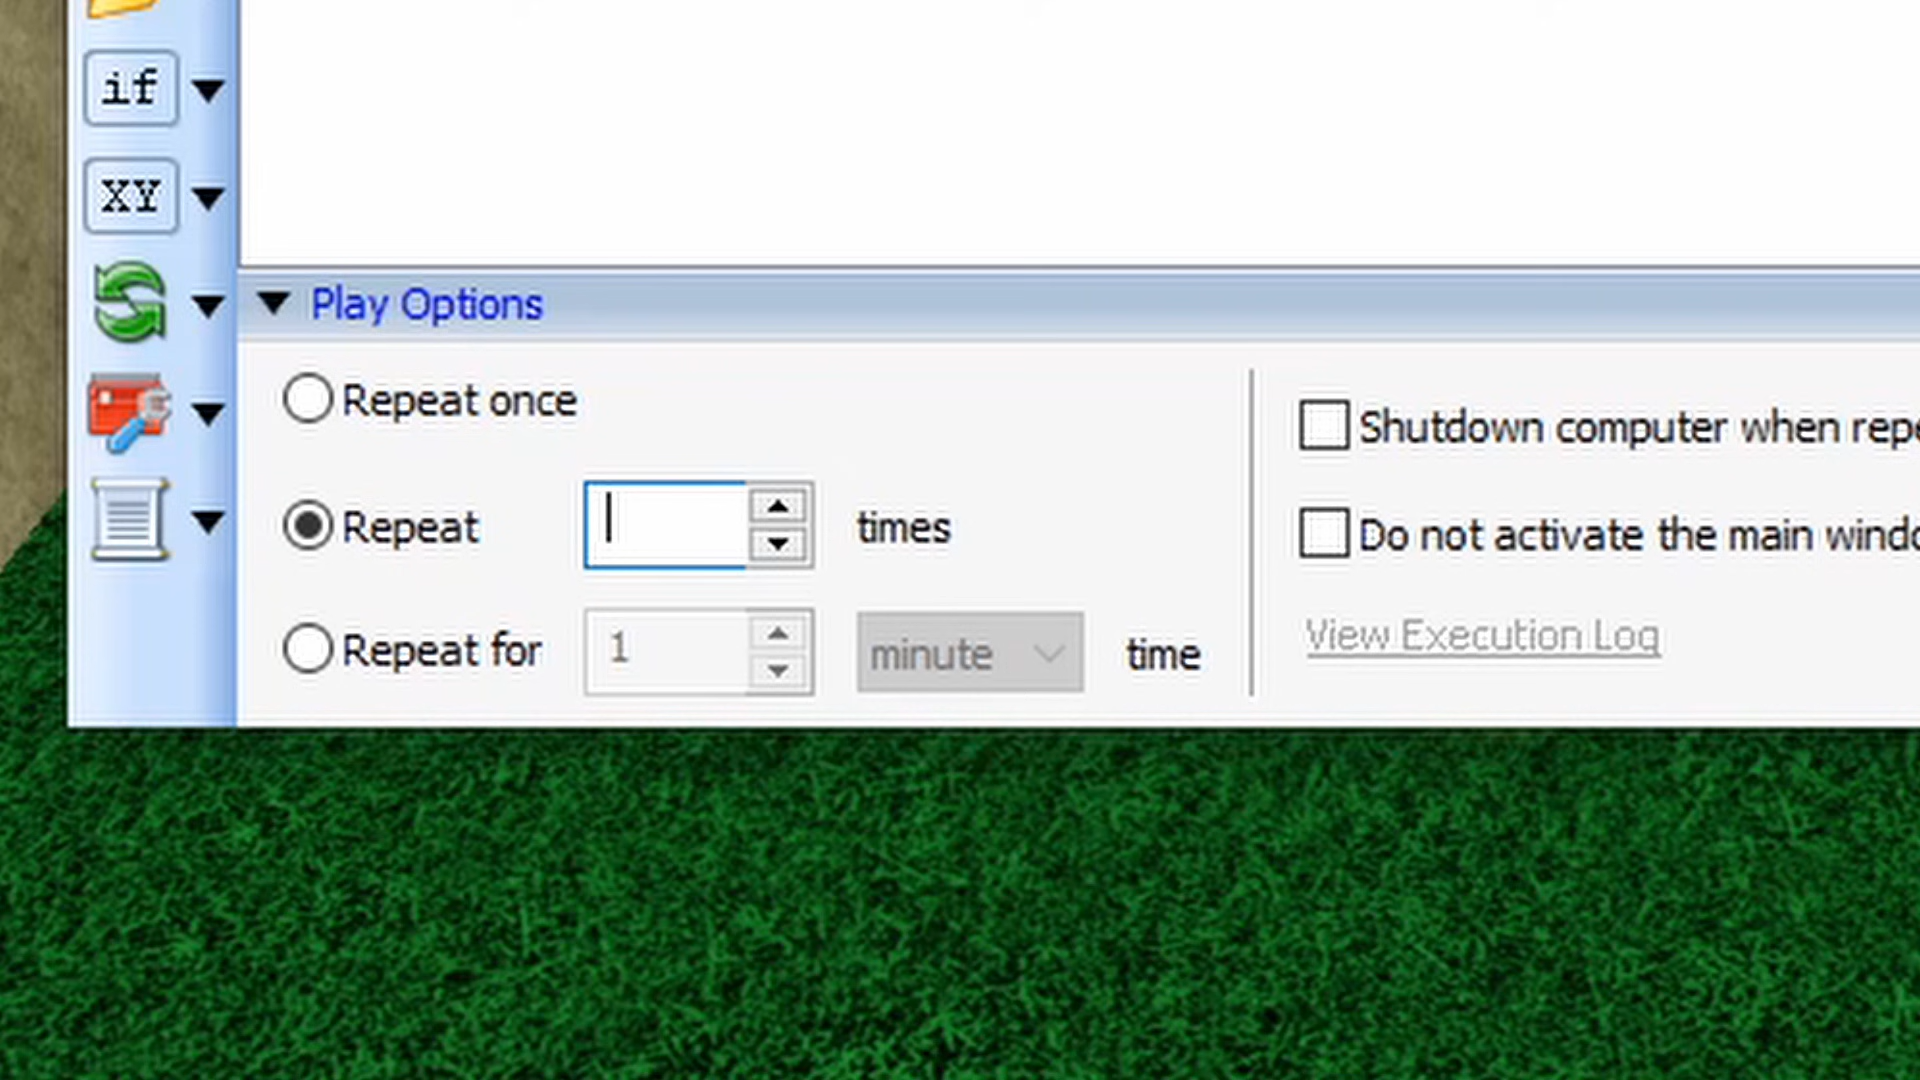 if
XY
Play Options
Repeat once
Repeat times
Repeat for 1 minute time
Shutdown computer when repe
Do not activate the main windo
View Execution Log